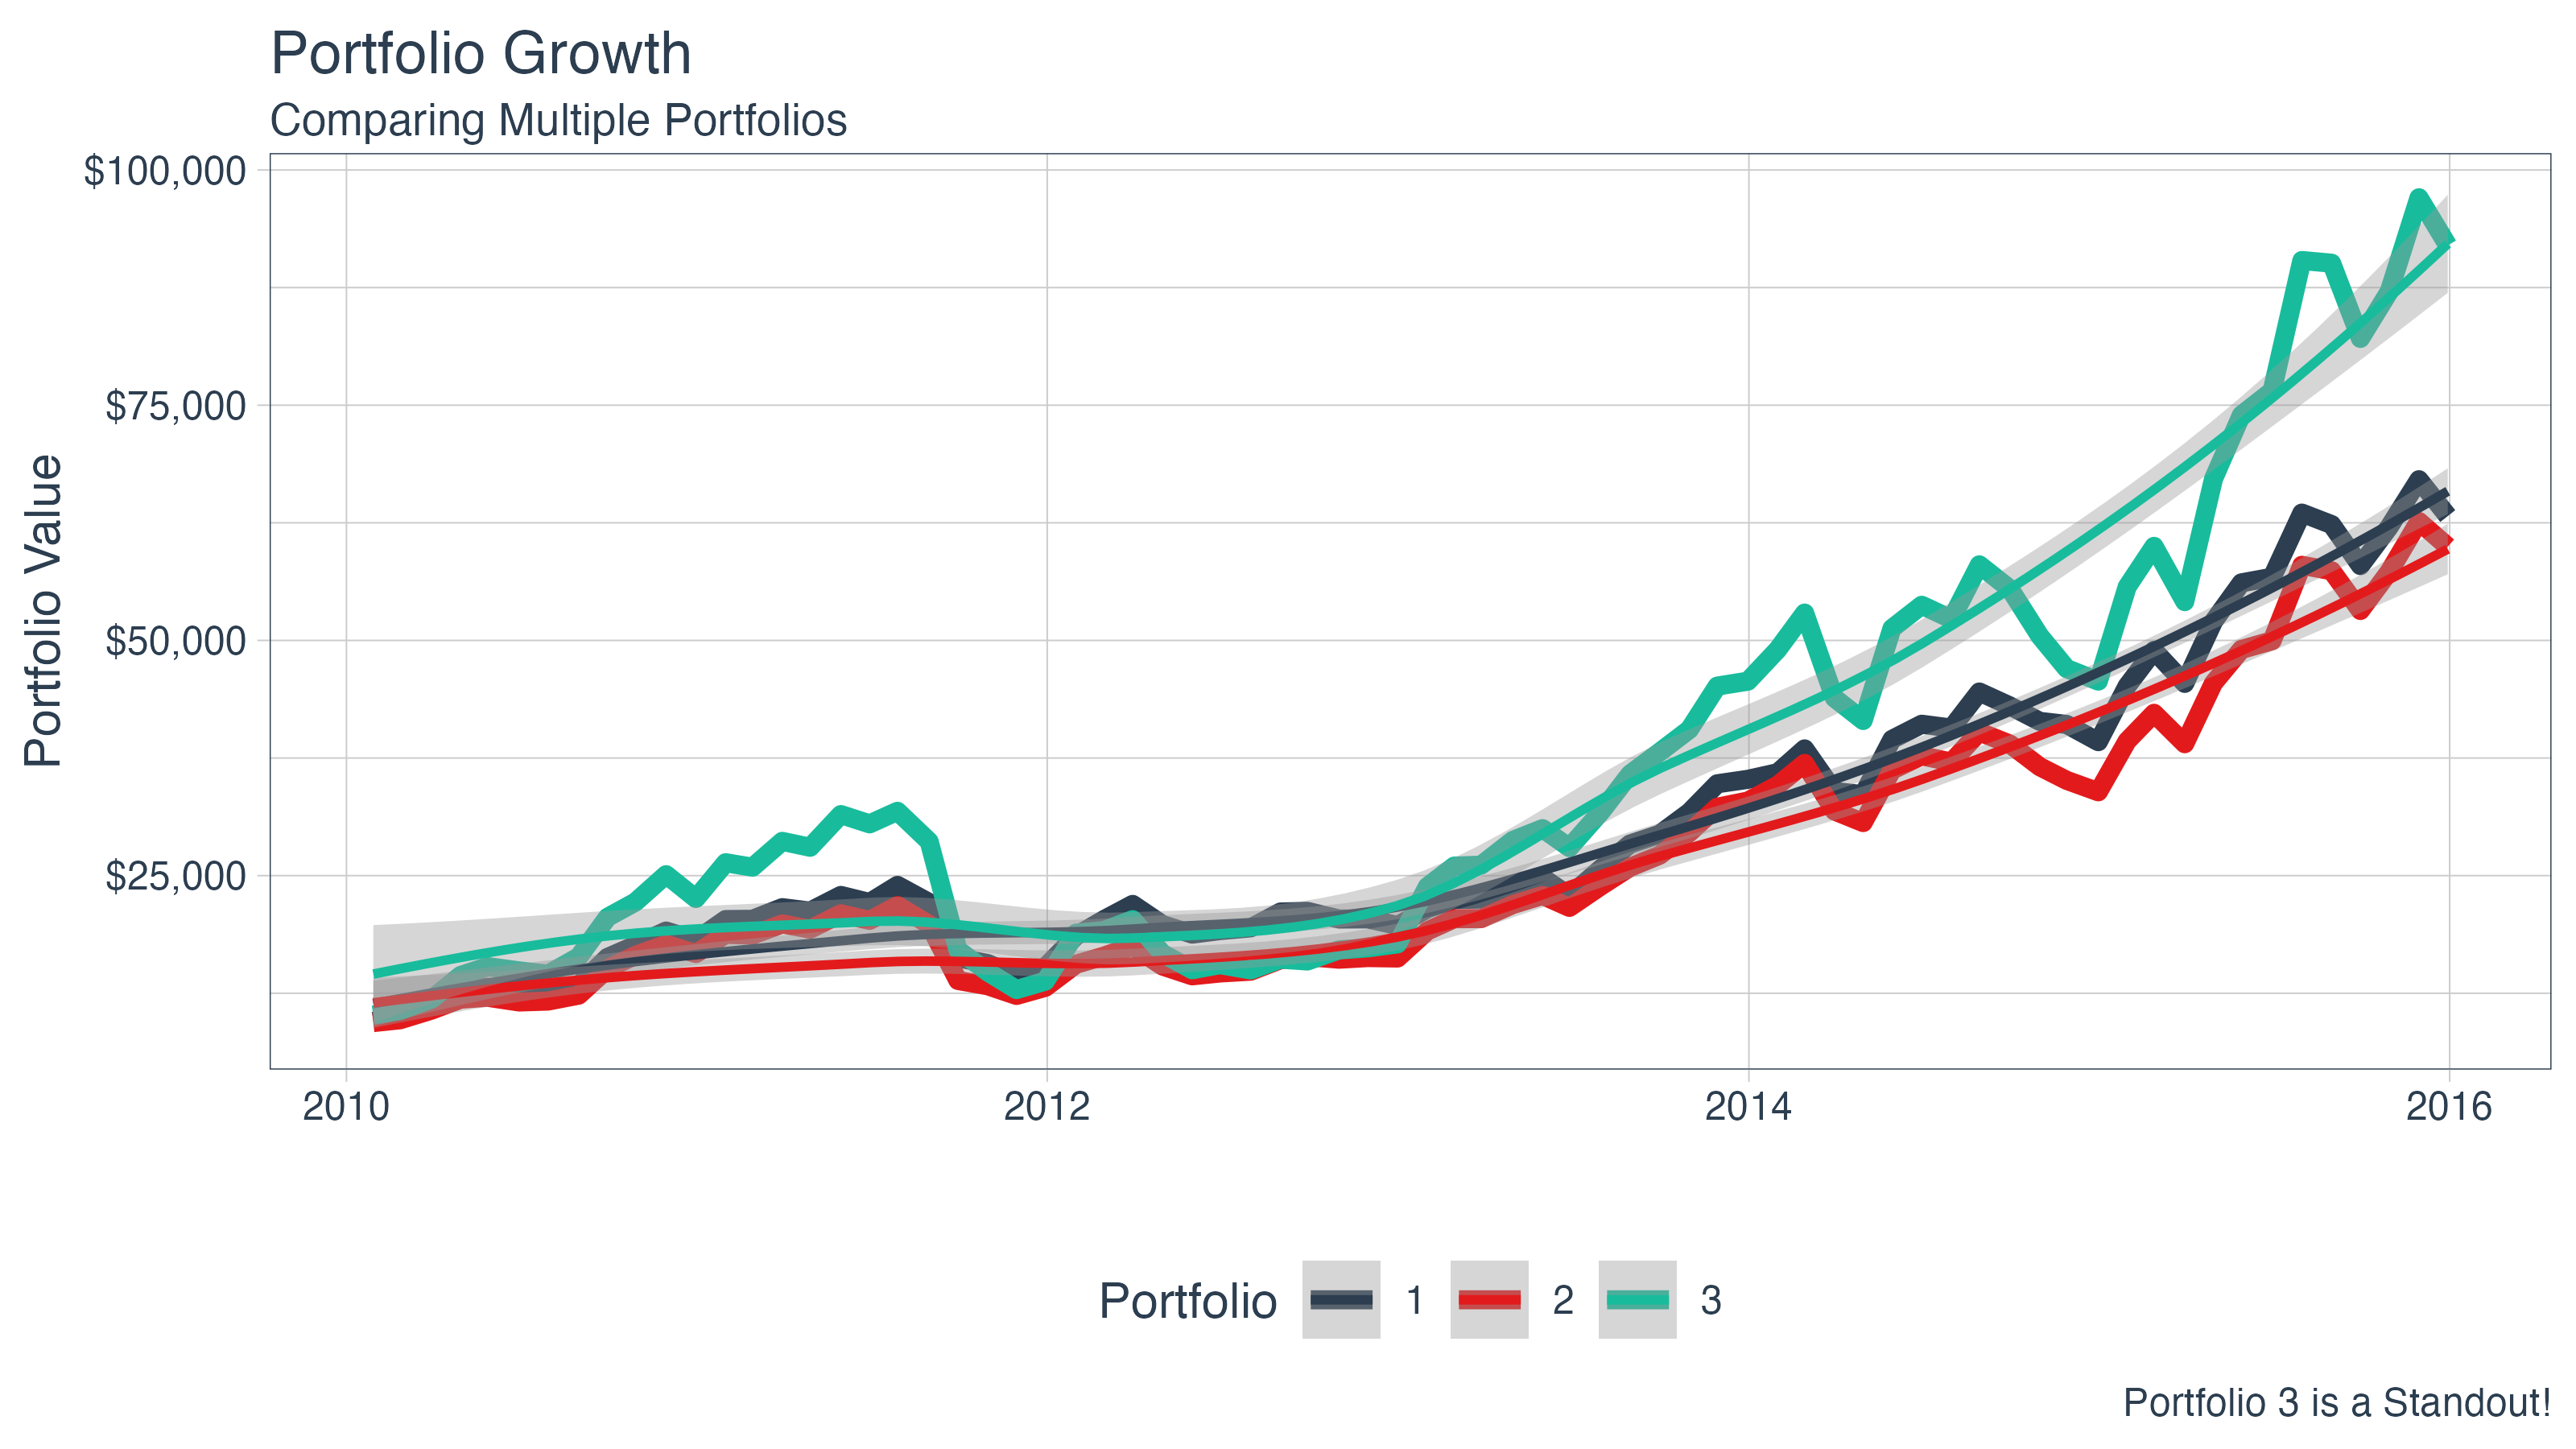 Portfolio Growth
Comparing Multiple Portfolios
Portfolio Value
$100,000
$75,000
$50,000
$25,000
2010 2012 2014 2016
Portfolio 1 2 3
Portfolio 3 is a Standout!